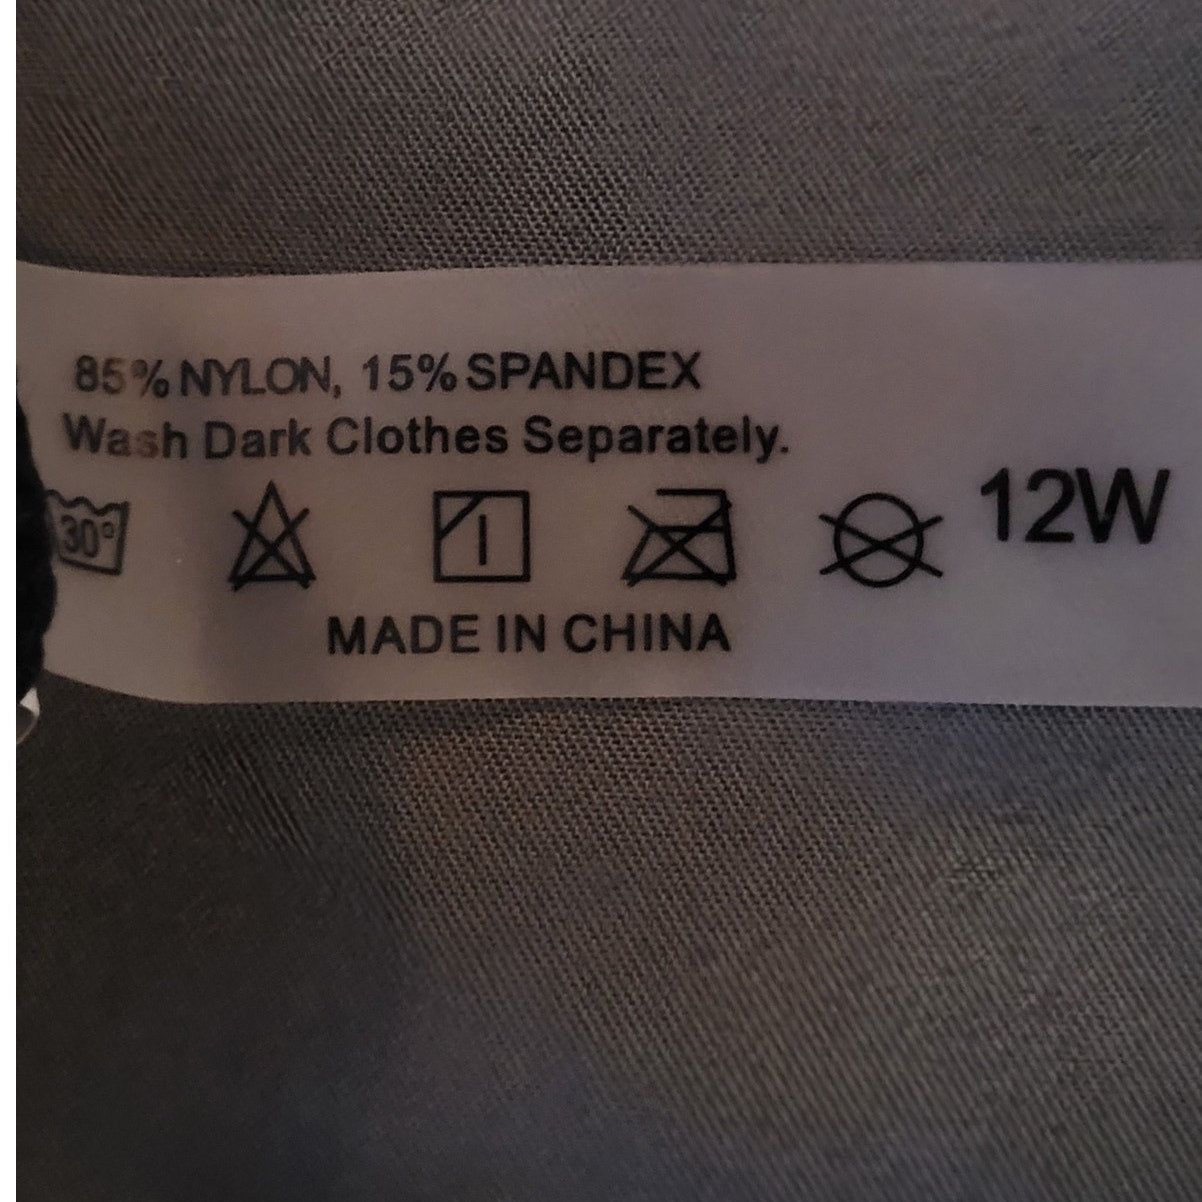 85% NYLON, 15% SPANDEX
Wash Dark Clothes Separately.
30°
12W
MADE IN CHINA